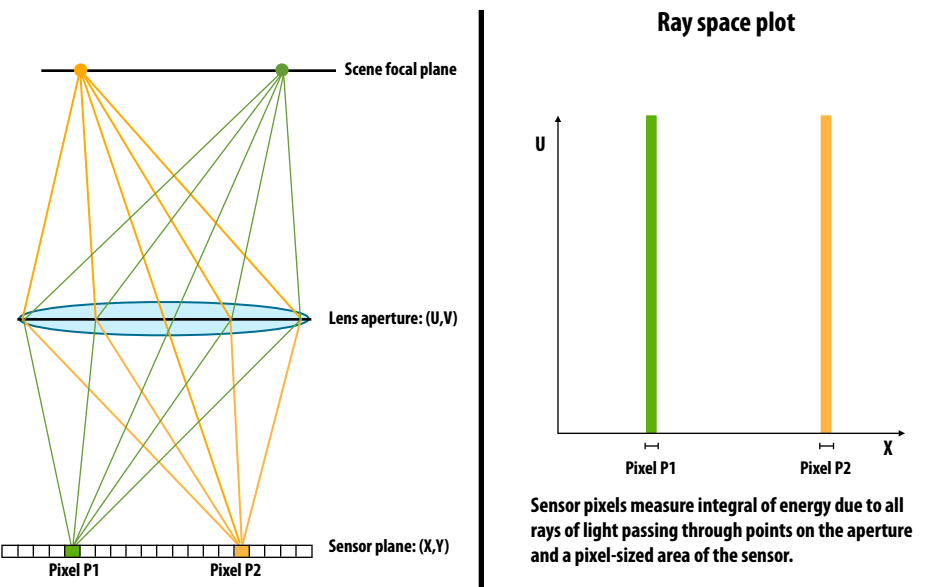 Scene focal plane
Lens aperture: (U,V)
Sensor plane: (X,Y)
Pixel P1
Pixel P2
Ray space plot
U
X
Pixel P1
Pixel P2
Sensor pixels measure integral of energy due to all
rays of light passing through points on the aperture
and a pixel-sized area of the sensor.